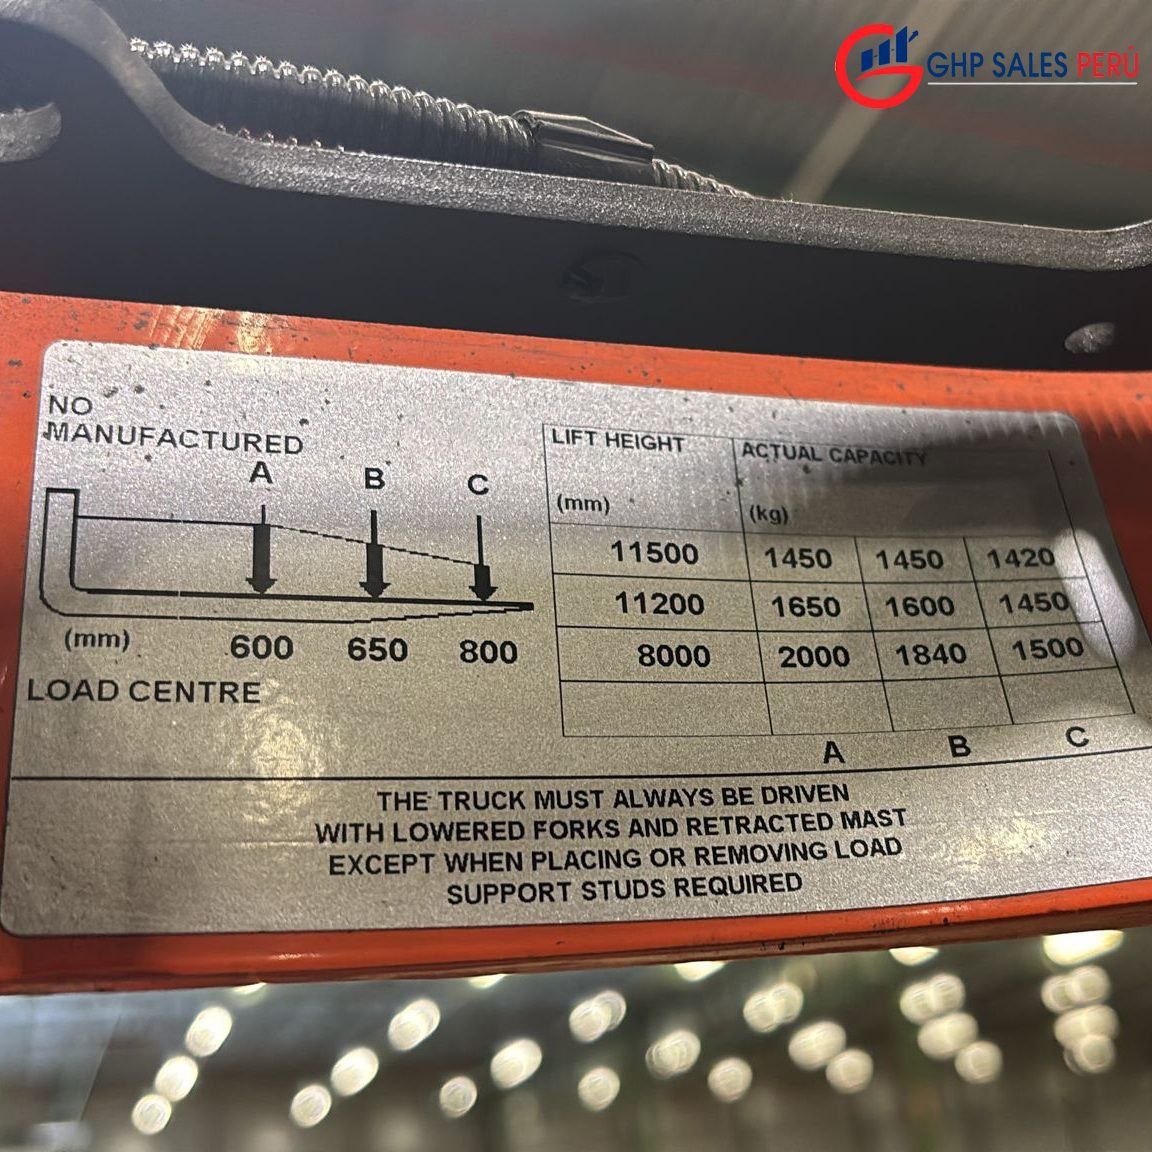 GHP SALES PERÚ
NO
MANUFACTURED
A B C
(mm) 600 650 800
LOAD CENTRE
LIFT HEIGHT ACTUAL CAPACITY
(mm) (kg)
11500 1450 1450 1420
11200 1650 1600 1450
8000 2000 1840 1500
A B C
THE TRUCK MUST ALWAYS BE DRIVEN
WITH LOWERED FORKS AND RETRACTED MAST
EXCEPT WHEN PLACING OR REMOVING LOAD
SUPPORT STUDS REQUIRED